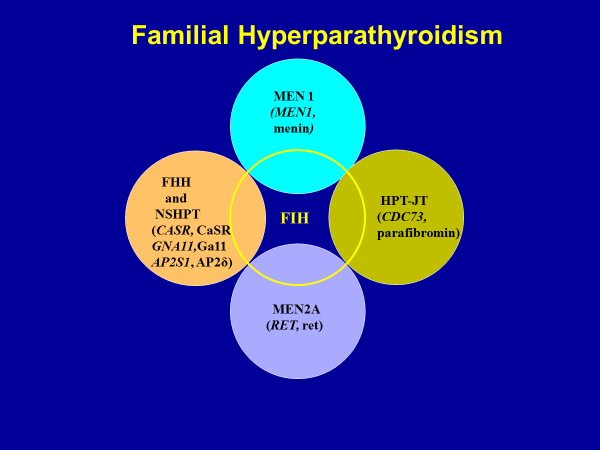 Familial Hyperparathyroidism
MEN 1
(MEN1,
menin)
FHH
and
NSHPT
(CASR, CaSR
GNA11,Ga11
AP2S1, AP2δ)
FIH
HPT-JT
(CDC73,
parafibromin)
MEN2A
(RET, ret)